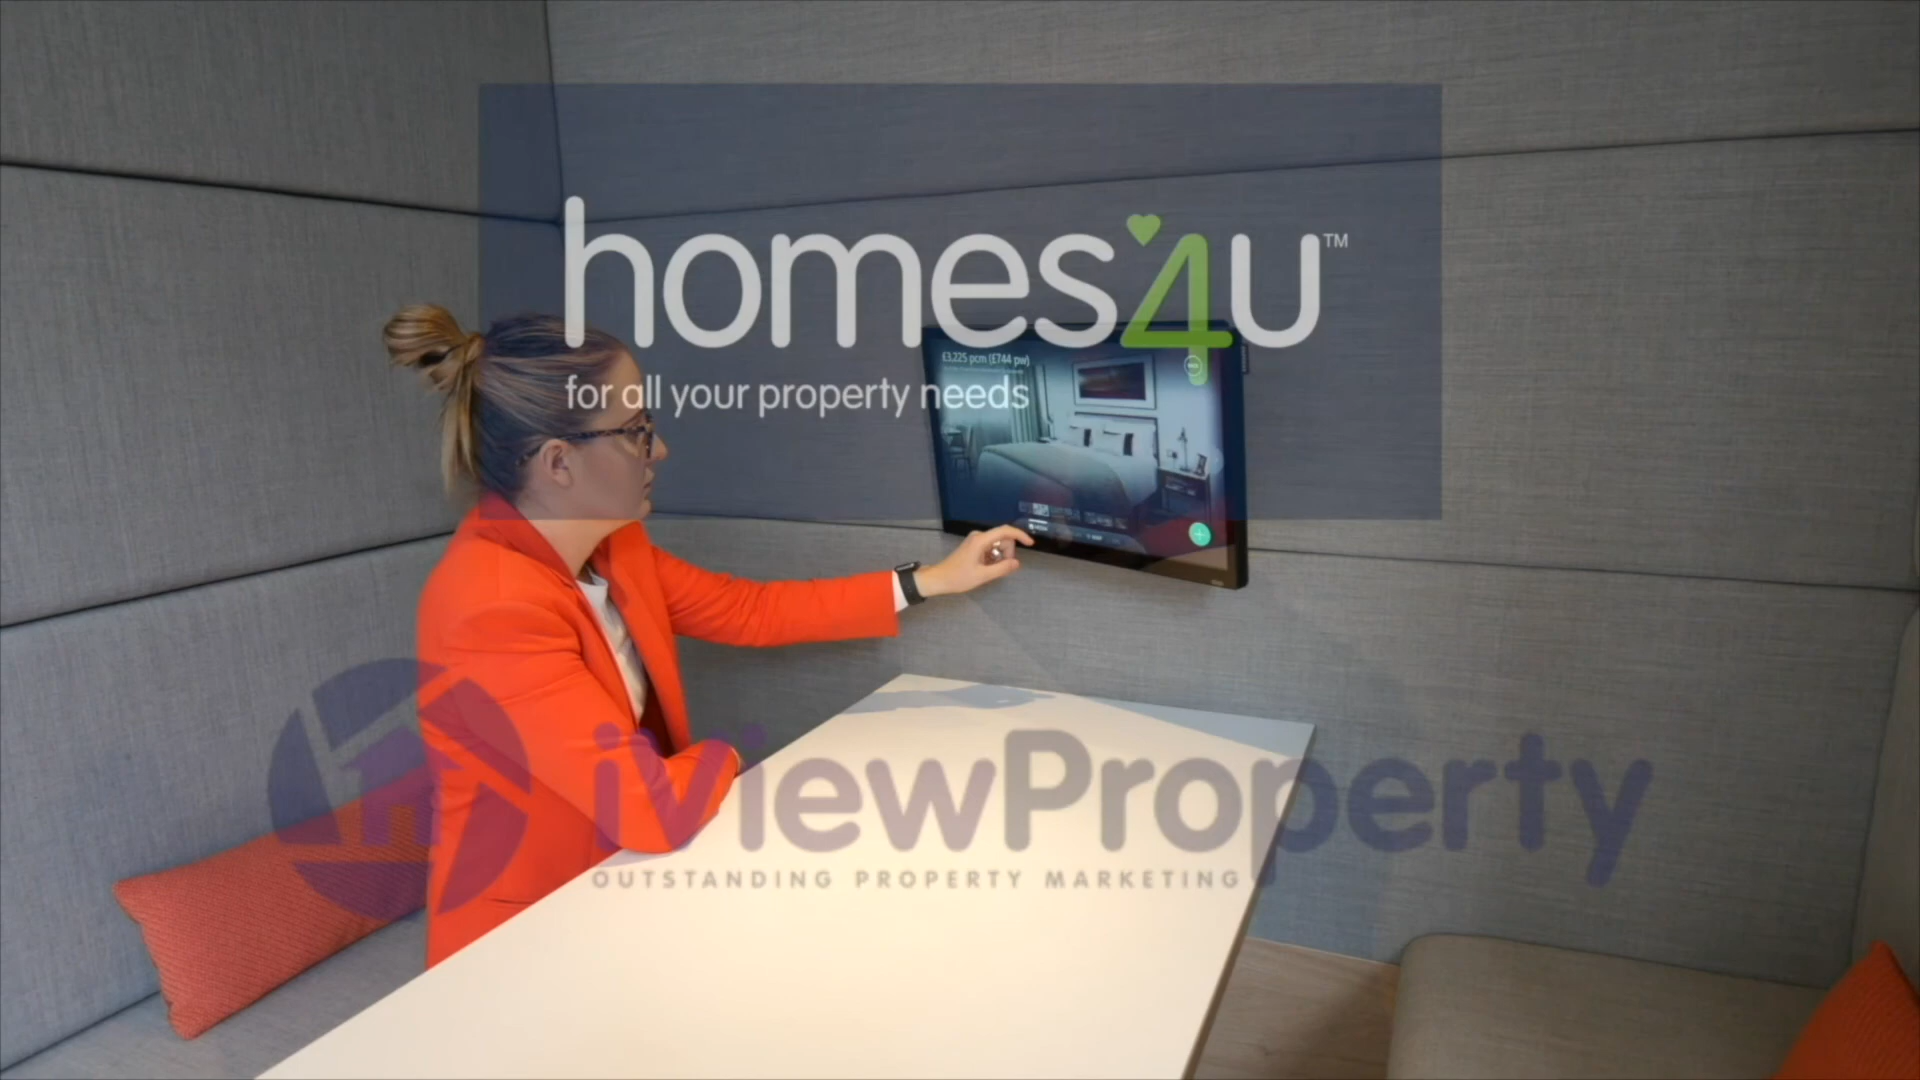 homes4u™
for all your property needs
£3,225 pcm (£744 pw)
iViewProperty
OUTSTANDING PROPERTY MARKETING